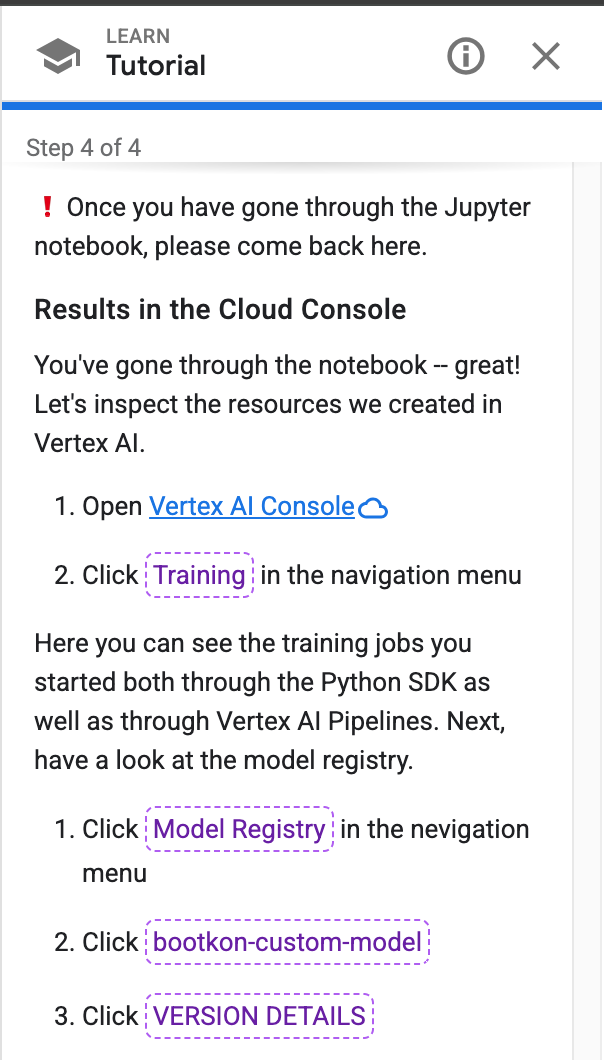 LEARN
Tutorial
Step 4 of 4
❗ Once you have gone through the Jupyter
notebook, please come back here.
Results in the Cloud Console
You've gone through the notebook -- great!
Let's inspect the resources we created in
Vertex AI.
1. Open Vertex AI Console
2. Click Training in the navigation menu
Here you can see the training jobs you
started both through the Python SDK as
well as through Vertex AI Pipelines. Next,
have a look at the model registry.
1. Click Model Registry in the nevigation
menu
2. Click bootkon-custom-model
3. Click VERSION DETAILS